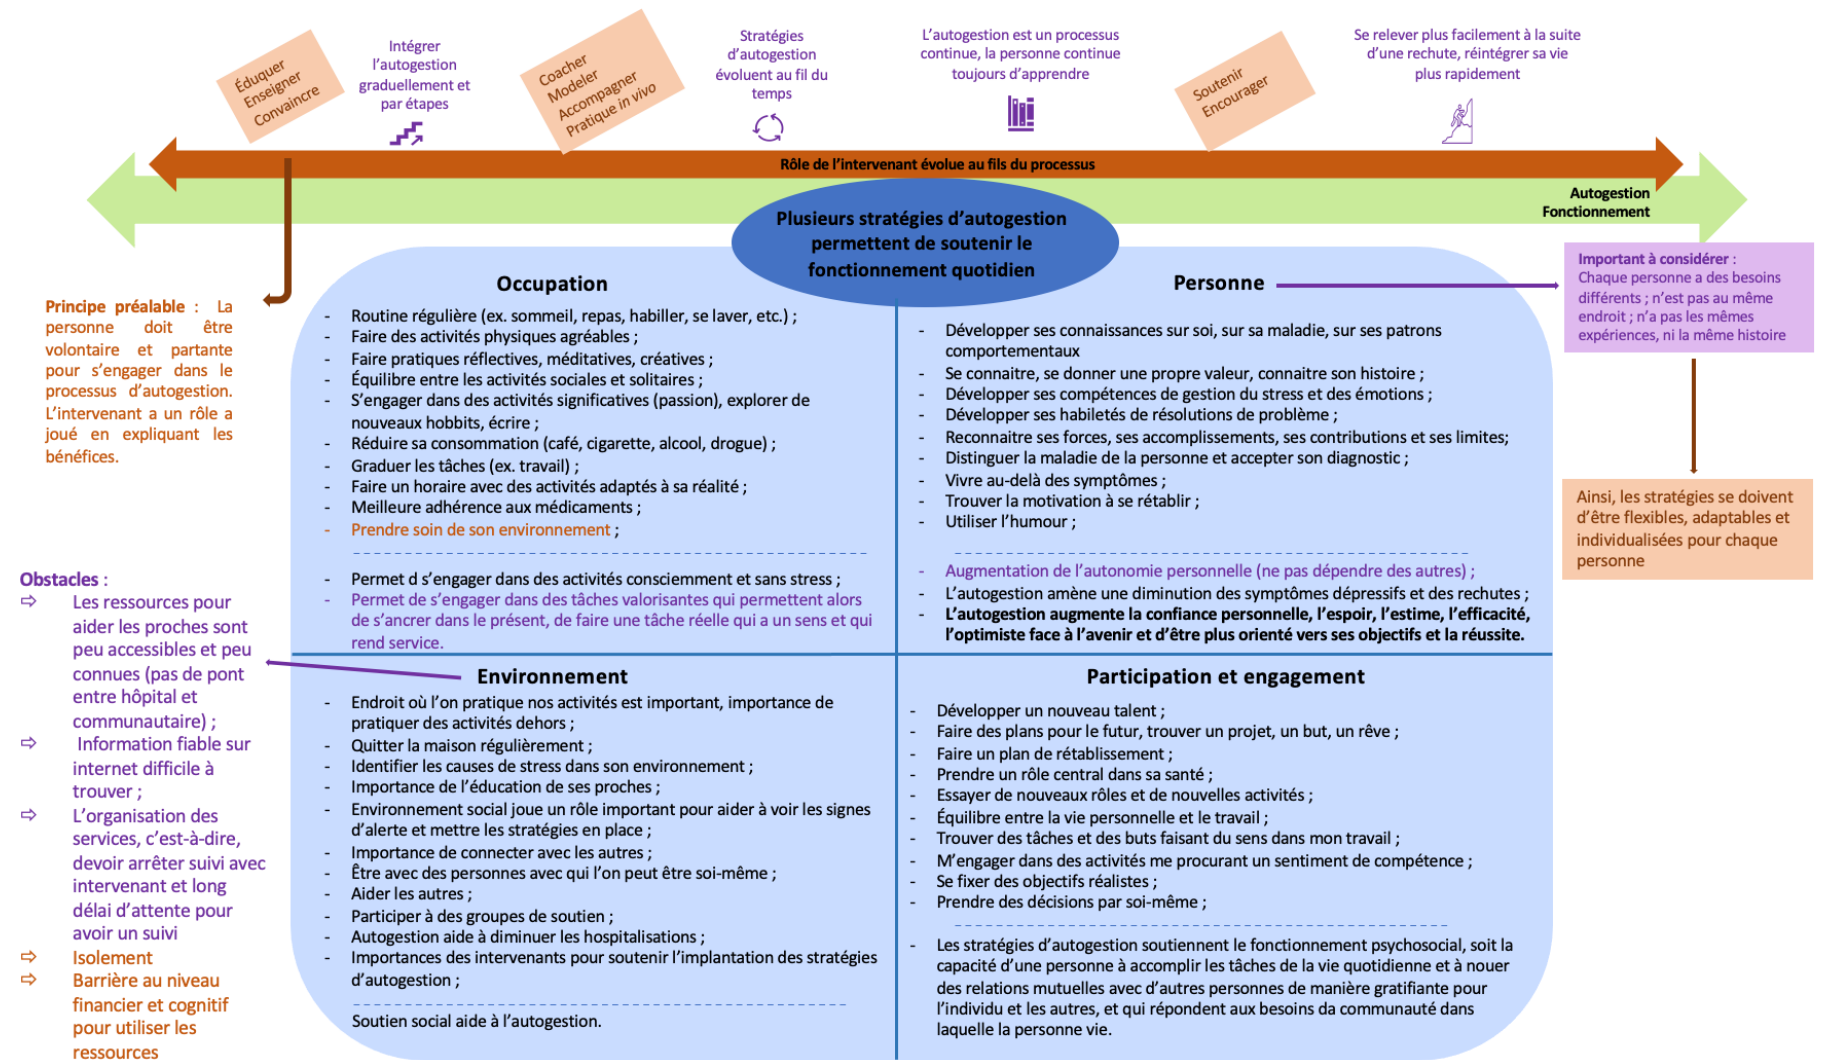 Éduquer
Enseigner
Convaincre
Intégrer
l’autogestion
graduellement et
par étapes
Coacher
Modeler
Accompagner
Pratique in vivo
Stratégies
d’autogestion
évoluent au fil du
temps
L’autogestion est un processus
continue, la personne continue
toujours d’apprendre
Soutenir
Encourager
Se relever plus facilement à la suite
d’une rechute, réintégrer sa vie
plus rapidement
Rôle de l’intervenant évolue au fils du processus
Autogestion
Fonctionnement
Plusieurs stratégies d’autogestion
permettent de soutenir le
fonctionnement quotidien
Principe préalable : La
personne doit être
volontaire et partante
pour s’engager dans le
processus d’autogestion.
L’intervenant a un rôle a
joué en expliquant les
bénéfices.
Occupation
- Routine régulière (ex. sommeil, repas, habiller, se laver, etc.) ;
- Faire des activités physiques agréables ;
- Faire pratiques réflectives, méditatives, créatives ;
- Équilibre entre les activités sociales et solitaires ;
- S’engager dans des activités significatives (passion), explorer de
nouveaux hobbits, écrire ;
- Réduire sa consommation (café, cigarette, alcool, drogue) ;
- Graduer les tâches (ex. travail) ;
- Faire un horaire avec des activités adaptés à sa réalité ;
- Meilleure adhérence aux médicaments ;
- Prendre soin de son environnement ;
- Permet d s’engager dans des activités consciemment et sans stress ;
- Permet de s’engager dans des tâches valorisantes qui permettent alors
de s’ancrer dans le présent, de faire une tâche réelle qui a un sens et qui
rend service.
Personne
- Développer ses connaissances sur soi, sur sa maladie, sur ses patrons
comportementaux
- Se connaitre, se donner une propre valeur, connaitre son histoire ;
- Développer ses compétences de gestion du stress et des émotions ;
- Développer ses habiletés de résolutions de problème ;
- Reconnaitre ses forces, ses accomplissements, ses contributions et ses limites;
- Distinguer la maladie de la personne et accepter son diagnostic ;
- Vivre au-delà des symptômes ;
- Trouver la motivation à se rétablir ;
- Utiliser l’humour ;
- Augmentation de l’autonomie personnelle (ne pas dépendre des autres) ;
- L’autogestion amène une diminution des symptômes dépressifs et des rechutes ;
- L’autogestion augmente la confiance personnelle, l’espoir, l’estime, l’efficacité,
l’optimiste face à l’avenir et d’être plus orienté vers ses objectifs et la réussite.
Important à considérer :
Chaque personne a des besoins
différents ; n’est pas au même
endroit ; n’a pas les mêmes
expériences, ni la même histoire
Ainsi, les stratégies se doivent
d’être flexibles, adaptables et
individualisées pour chaque
personne
Obstacles :
⇨ Les ressources pour
aider les proches sont
peu accessibles et peu
connues (pas de pont
entre hôpital et
communautaire) ;
⇨ Information fiable sur
internet difficile à
trouver ;
⇨ L’organisation des
services, c’est-à-dire,
devoir arrêter suivi avec
intervenant et long
délai d’attente pour
avoir un suivi
⇨ Isolement
⇨ Barrière au niveau
financier et cognitif
pour utiliser les
ressources
Environnement
- Endroit où l’on pratique nos activités est important, importance de
pratiquer des activités dehors ;
- Quitter la maison régulièrement ;
- Identifier les causes de stress dans son environnement ;
- Importance de l’éducation de ses proches ;
- Environnement social joue un rôle important pour aider à voir les signes
d’alerte et mettre les stratégies en place ;
- Importance de connecter avec les autres ;
- Être avec des personnes avec qui l’on peut être soi-même ;
- Aider les autres ;
- Participer à des groupes de soutien ;
- Autogestion aide à diminuer les hospitalisations ;
- Importances des intervenants pour soutenir l’implantation des stratégies
d’autogestion ;
Soutien social aide à l’autogestion.
Participation et engagement
- Développer un nouveau talent ;
- Faire des plans pour le futur, trouver un projet, un but, un rêve ;
- Faire un plan de rétablissement ;
- Prendre un rôle central dans sa santé ;
- Essayer de nouveaux rôles et de nouvelles activités ;
- Équilibre entre la vie personnelle et le travail ;
- Trouver des tâches et des buts faisant du sens dans mon travail ;
- M’engager dans des activités me procurant un sentiment de compétence ;
- Se fixer des objectifs réalistes ;
- Prendre des décisions par soi-même ;
- Les stratégies d’autogestion soutiennent le fonctionnement psychosocial, soit la
capacité d’une personne à accomplir les tâches de la vie quotidienne et à nouer
des relations mutuelles avec d’autres personnes de manière gratifiante pour
l’individu et les autres, et qui répondent aux besoins da communauté dans
laquelle la personne vie.